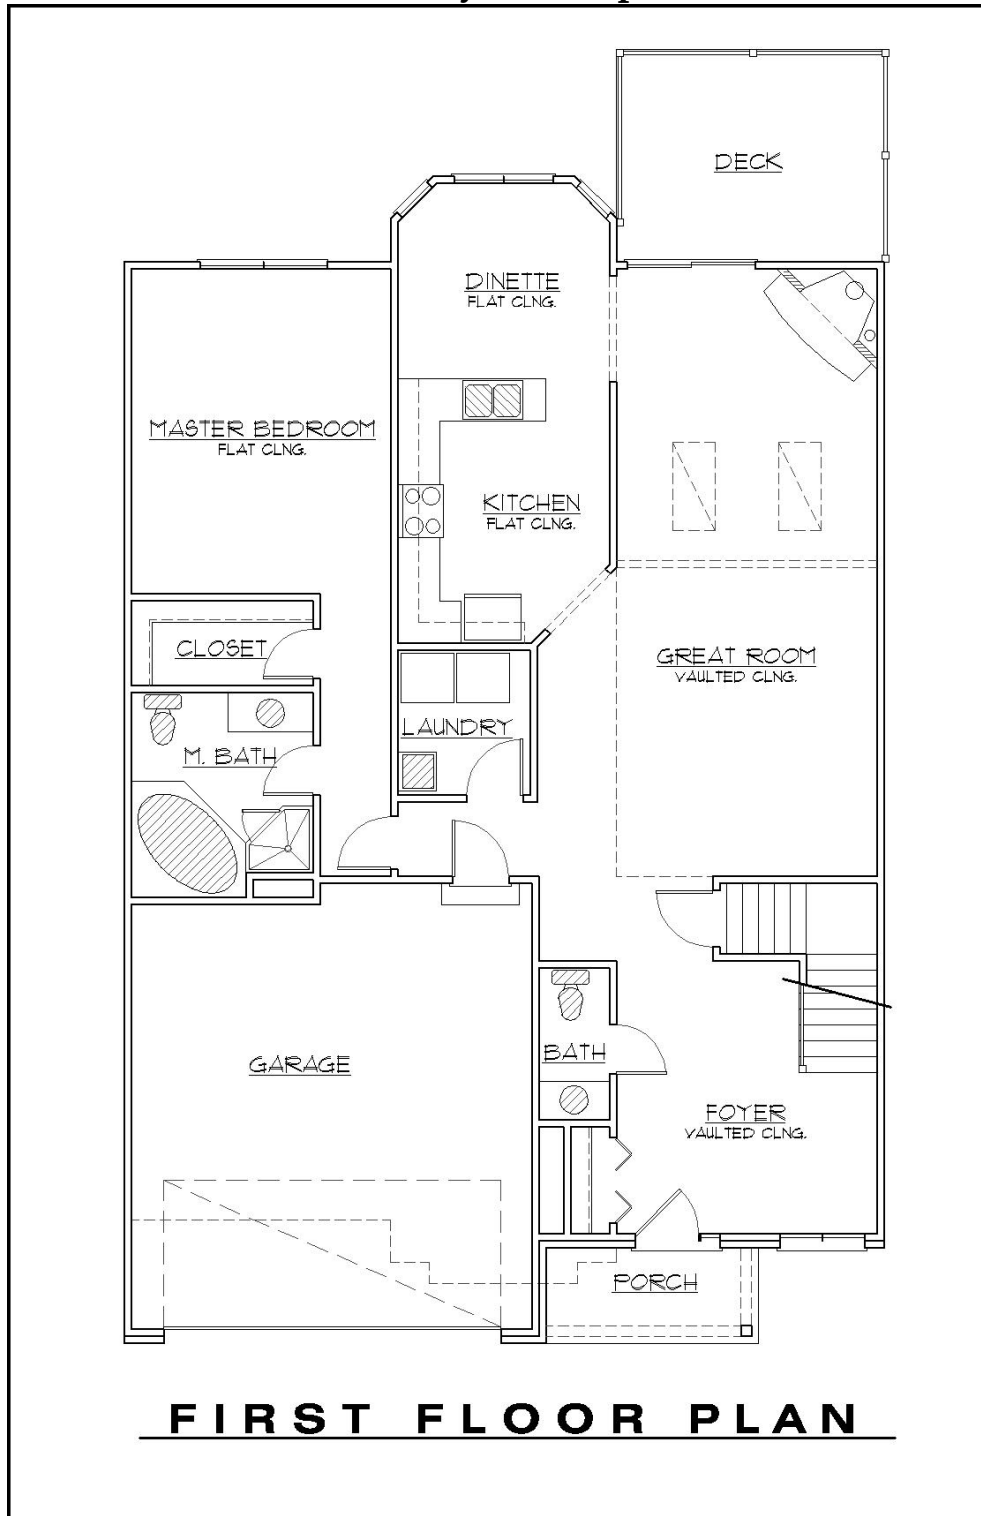 DECK
DINETTE
FLAT CLNG.
MASTER BEDROOM
FLAT CLNG.
KITCHEN
FLAT CLNG.
CLOSET
GREAT ROOM
VAULTED CLNG.
LAUNDRY
M. BATH
GARAGE
BATH
FOYER
VAULTED CLNG.
PORCH
FIRST FLOOR PLAN